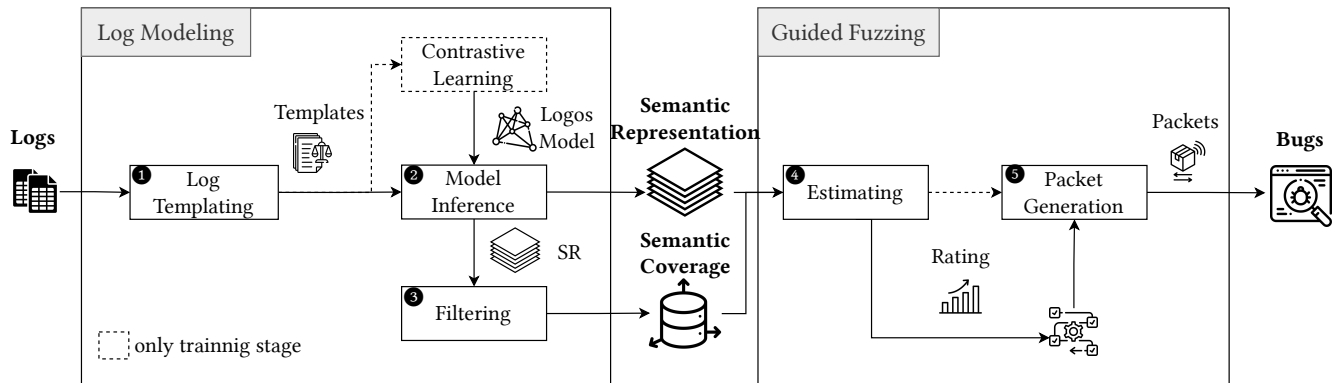 Log Modeling
Guided Fuzzing
Contrastive
Learning
Templates
Logos
Model
Semantic
Representation
Packets
Logs
Bugs
1
Log
Templating
2
Model
Inference
4
Estimating
5
Packet
Generation
SR
Semantic
Coverage
Rating
3
Filtering
only trainnig stage